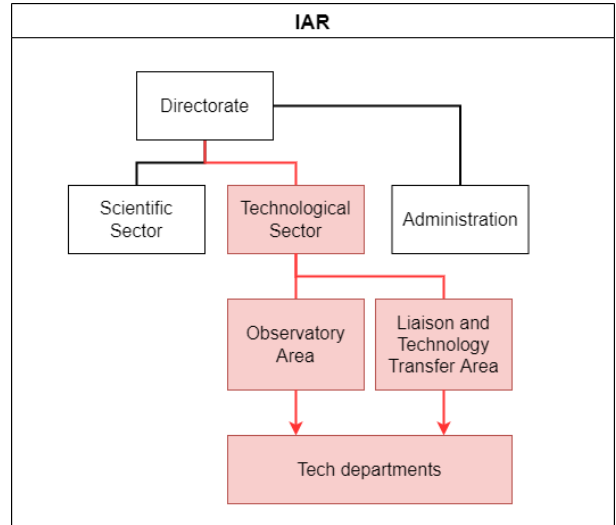 IAR
Directorate
Scientific
Sector
Technological
Sector
Administration
Observatory
Area
Liaison and
Technology
Transfer Area
Tech departments